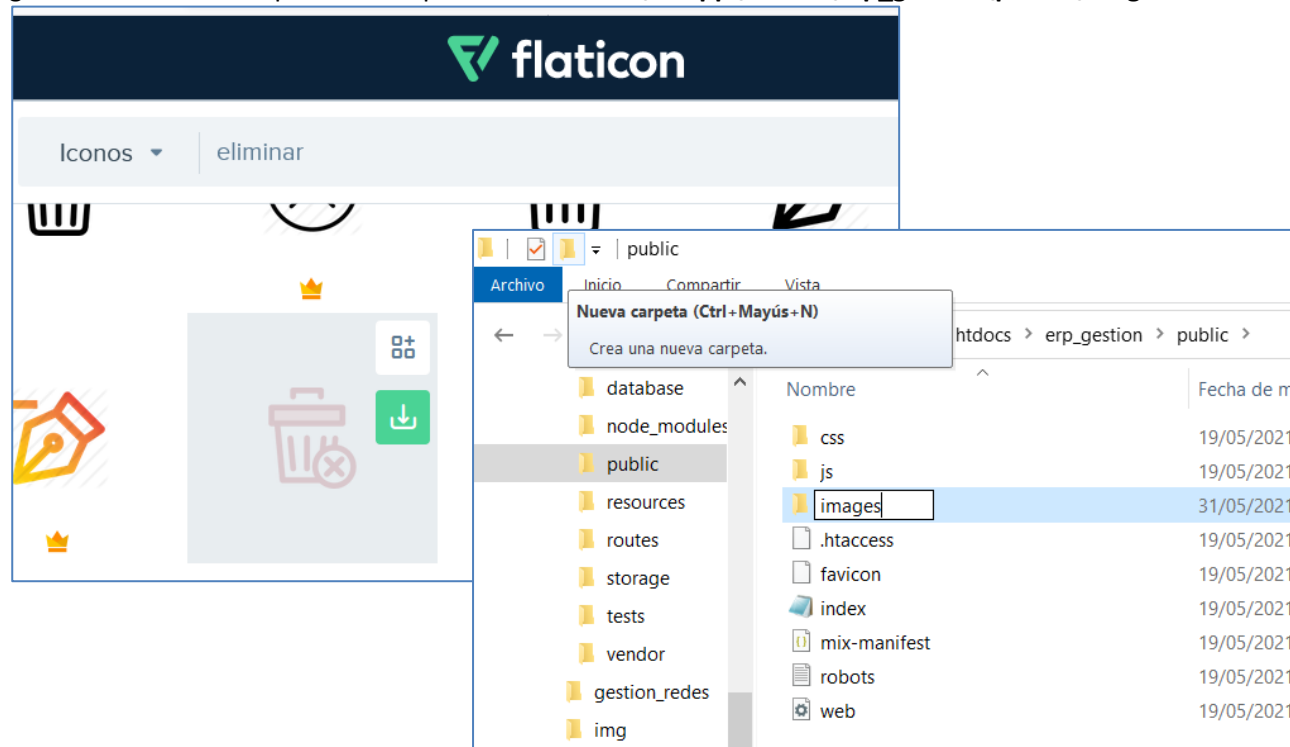 flaticon
Iconos eliminar
public
Archivo Inicio Compartir Vista
Nueva carpeta (Ctrl+Mayús+N)
Crea una nueva carpeta.
htdocs > erp_gestion > public >
database
node_modules
public
resources
routes
storage
tests
vendor
gestion_redes
img
Nombre Fecha de m
css 19/05/2021
js 19/05/2021
images 31/05/2021
.htaccess 19/05/2021
favicon 19/05/2021
index 19/05/2021
mix-manifest 19/05/2021
robots 19/05/2021
web 19/05/2021